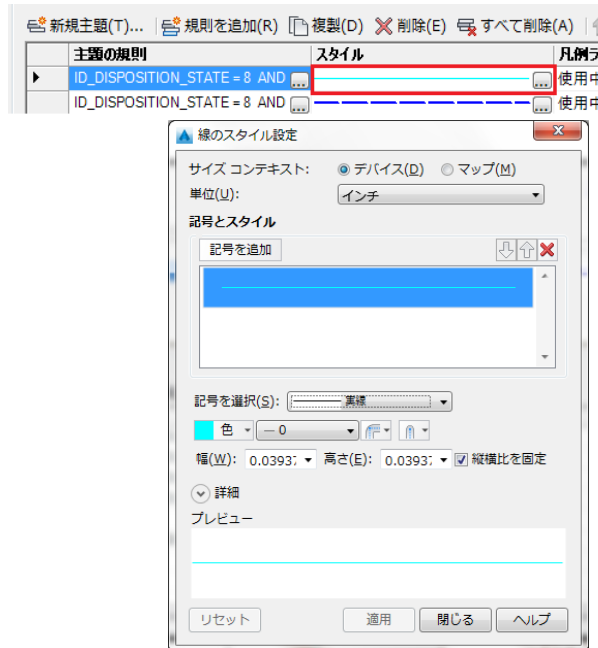 新規主題(T)... 規則を追加(R) 複製(D) 削除(E) すべて削除(A)
主題の規則 スタイル 凡例
ID_DISPOSITION_STATE = 8 AND ... ... 使用中
ID_DISPOSITION_STATE = 8 AND ... ... 使用中
線のスタイル設定
サイズ コンテキスト: デバイス(D) マップ(M)
単位(U): インチ
記号とスタイル
記号を追加
記号を選択(S): 実線
色 0
幅(W): 0.0393 高さ(E): 0.0393 縦横比を固定
詳細
プレビュー
リセット 適用 閉じる ヘルプ